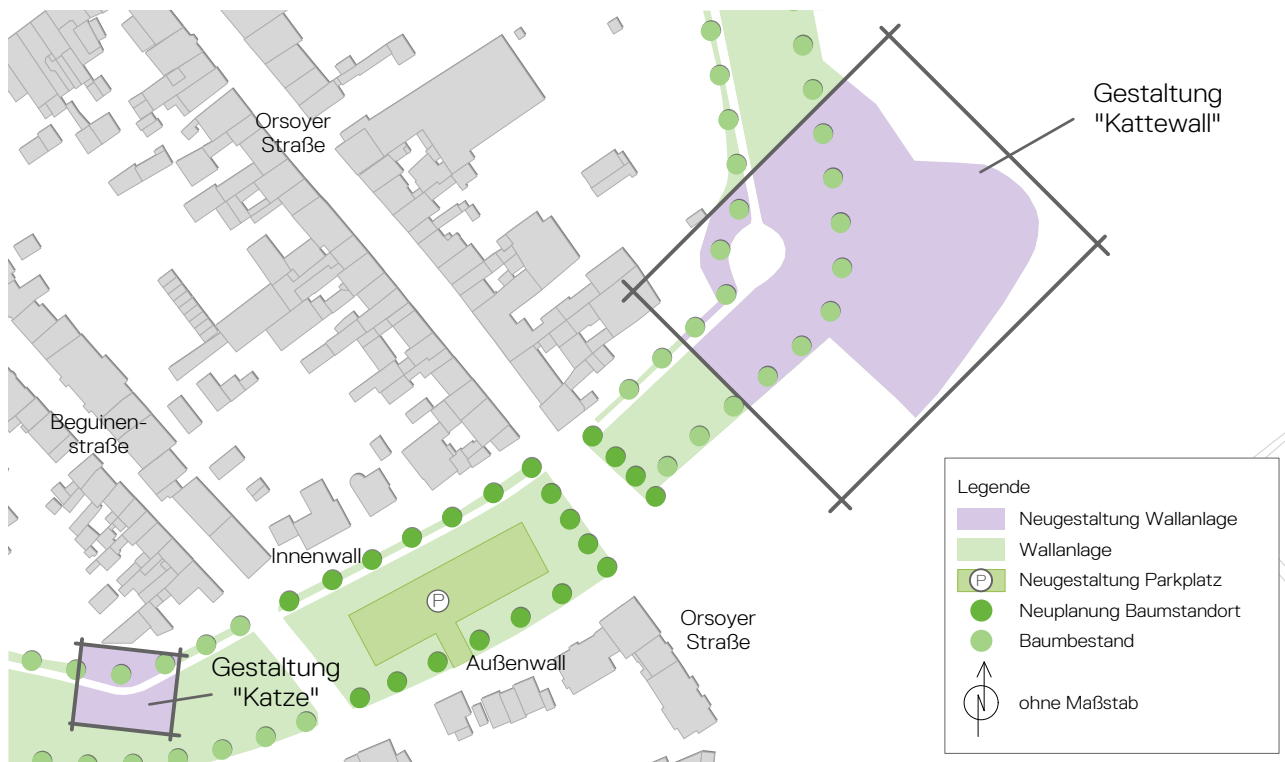 Orsoyer
Straße
Gestaltung
"Kattewall"
Beguinen-
straße
Innenwall
P
Gestaltung
"Katze"
Außenwall
Orsoyer
Straße
Legende
Neugestaltung Wallanlage
Wallanlage
P Neugestaltung Parkplatz
Neuplanung Baumstandort
Baumbestand
N ohne Maßstab